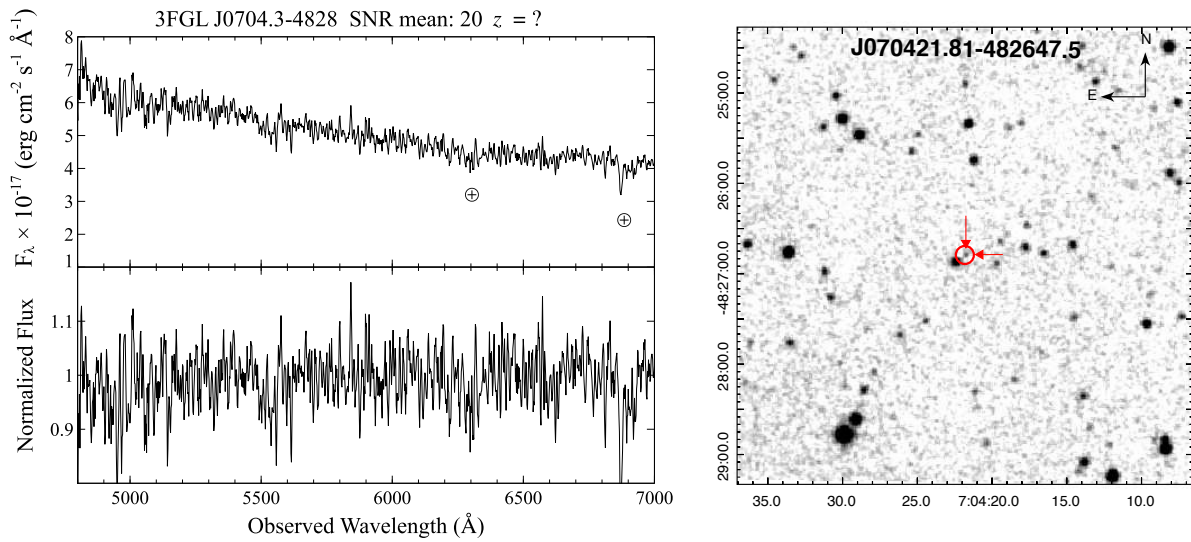 3FGL J0704.3-4828 SNR mean: 20 z = ?
8
7
6
5
4
3
2
1
F_λ × 10⁻¹⁷ (erg cm⁻² s⁻¹ Å⁻¹)
⊕
⊕
1.1
1
0.9
Normalized Flux
5000 5500 6000 6500 7000
Observed Wavelength (Å)
J070421.81-482647.5
N
E
25:00.0
26:00.0
-48:27:00.0
28:00.0
29:00.0
35.0 30.0 25.0 7:04:20.0 15.0 10.0